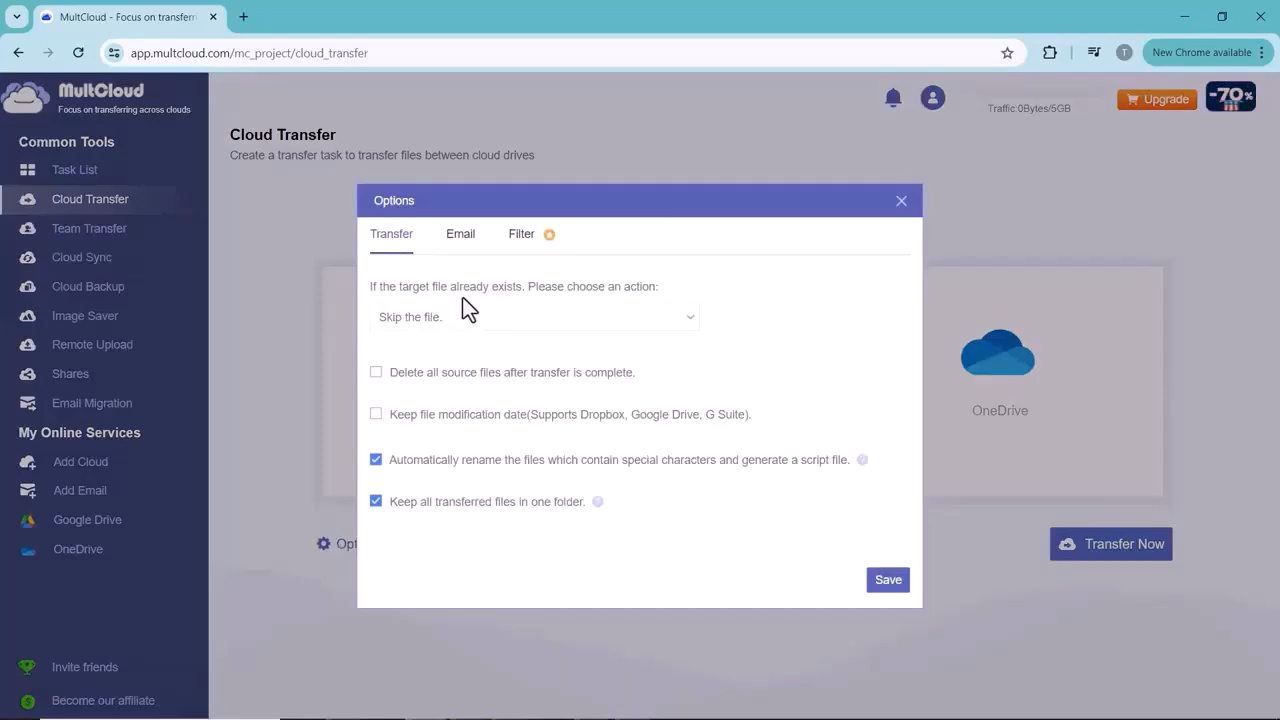 MultCloud - Focus on transferr
app.multcloud.com/mc_project/cloud_transfer
T
New Chrome available
MultCloud
Focus on transferring across clouds
Common Tools
Task List
Cloud Transfer
Team Transfer
Cloud Sync
Cloud Backup
Image Saver
Remote Upload
Shares
Email Migration
My Online Services
Add Cloud
Add Email
Google Drive
OneDrive
Invite friends
Become our affiliate
Traffic:0Bytes/5GB
Upgrade
-70%
Cloud Transfer
Create a transfer task to transfer files between cloud drives
Options
Transfer
Email
Filter
If the target file already exists. Please choose an action:
Skip the file.
Delete all source files after transfer is complete.
Keep file modification date(Supports Dropbox, Google Drive, G Suite).
Automatically rename the files which contain special characters and generate a script file.
Keep all transferred files in one folder.
Save
OneDrive
Opt
Transfer Now